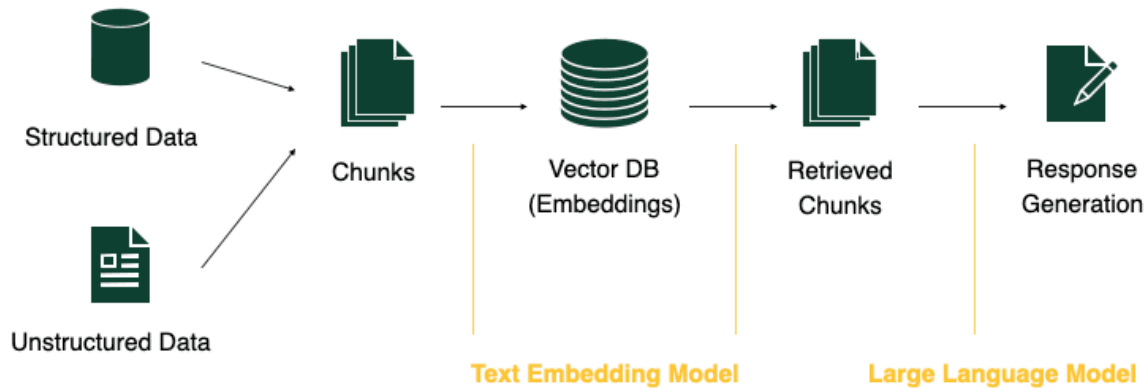 Structured Data
Unstructured Data
Chunks
Vector DB
(Embeddings)
Retrieved
Chunks
Response
Generation
Text Embedding Model
Large Language Model